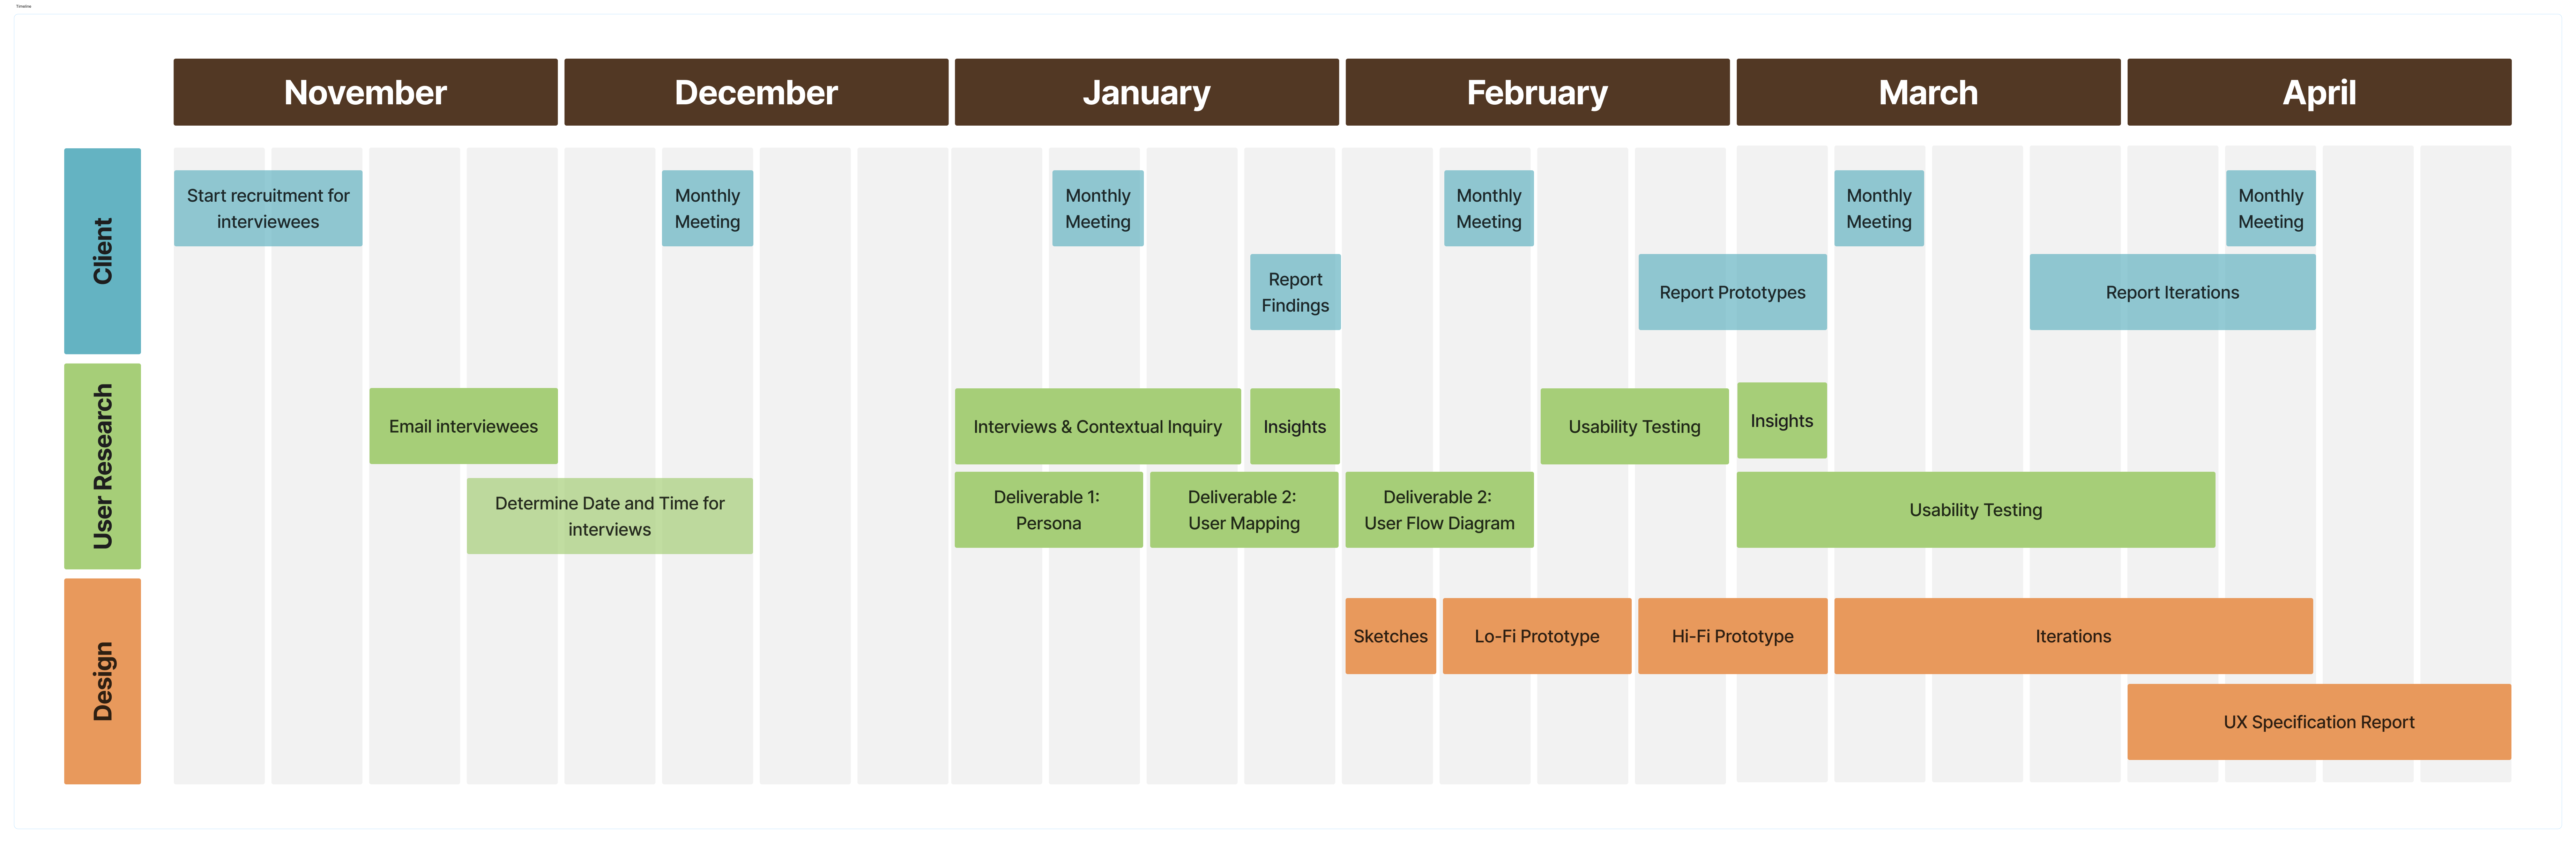 Timeline
November
December
January
February
March
April
Client
Start recruitment for
interviewees
Monthly
Meeting
Monthly
Meeting
Monthly
Meeting
Monthly
Meeting
Monthly
Meeting
Report
Findings
Report Prototypes
Report Iterations
User Research
Email interviewees
Interviews & Contextual Inquiry
Insights
Usability Testing
Insights
Determine Date and Time for
interviews
Deliverable 1:
Persona
Deliverable 2:
User Mapping
Deliverable 2:
User Flow Diagram
Usability Testing
Design
Sketches
Lo-Fi Prototype
Hi-Fi Prototype
Iterations
UX Specification Report